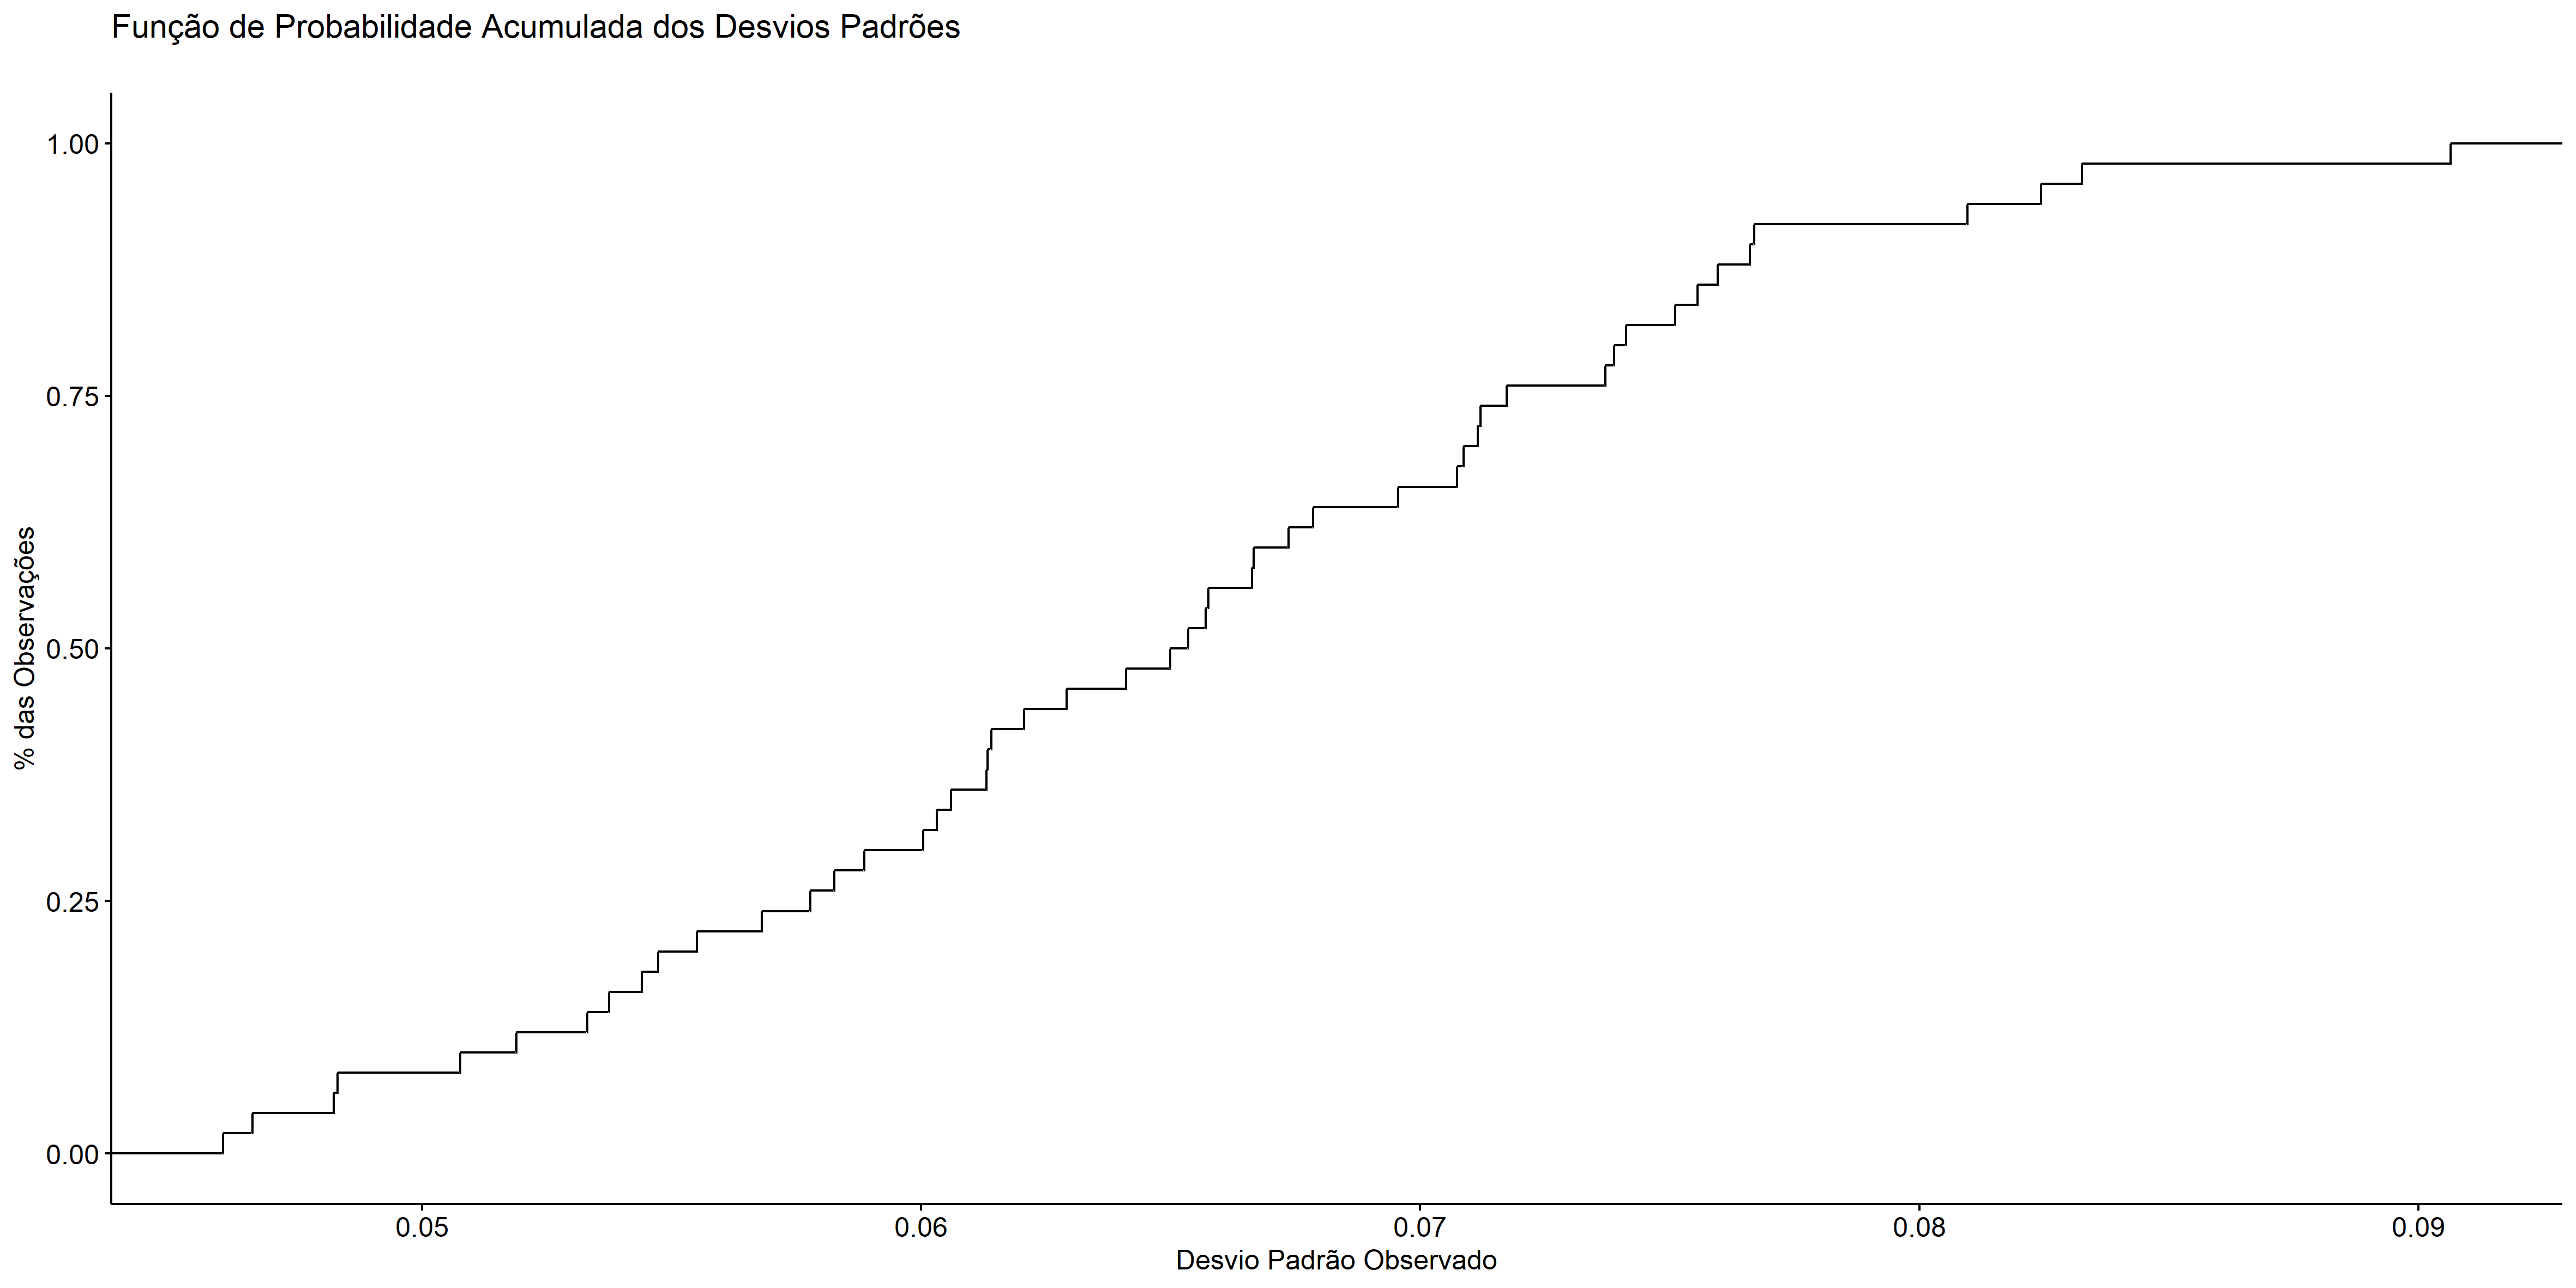 Função de Probabilidade Acumulada dos Desvios Padrões
1.00
0.75
0.50
0.25
0.00
% das Observações
0.05 0.06 0.07 0.08 0.09
Desvio Padrão Observado